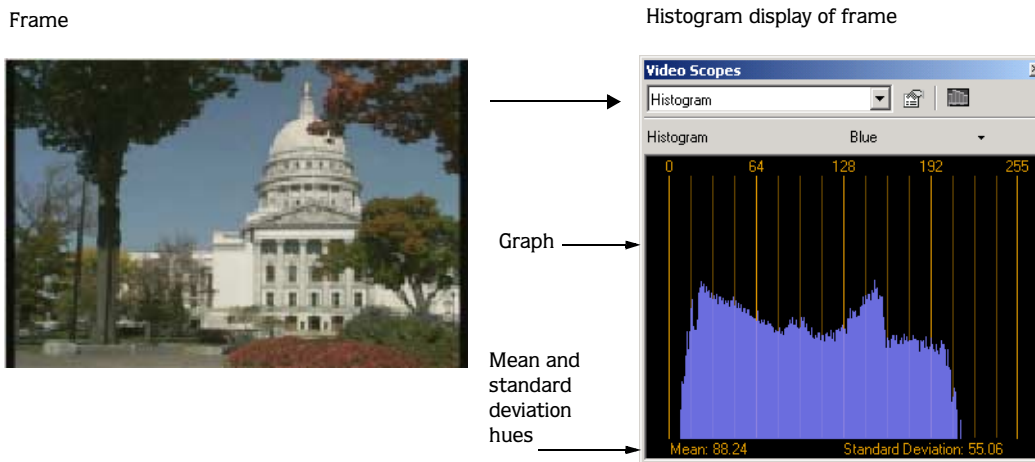 Frame
Histogram display of frame
Video Scopes
Histogram
Histogram Blue
0 64 128 192 255
Graph
Mean and
standard
deviation
hues
Mean: 88.24 Standard Deviation: 55.06